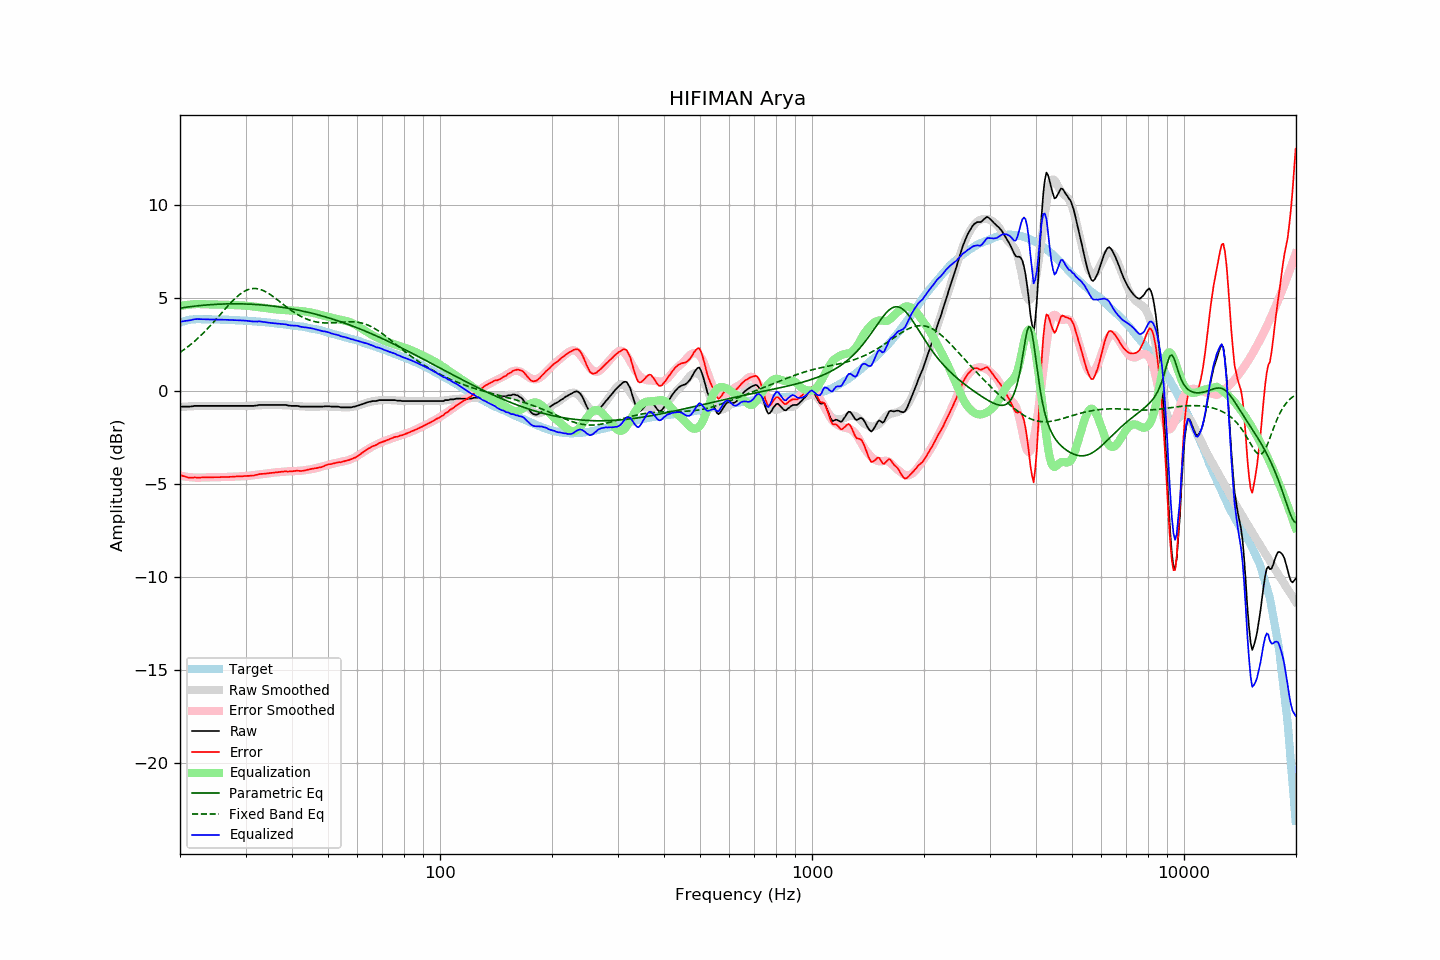 HIFIMAN Arya
Amplitude (dBr)
10
5
0
−5
−10
−15
−20
Target
Raw Smoothed
Error Smoothed
Raw
Error
Equalization
Parametric Eq
Fixed Band Eq
Equalized
100
1000
10000
Frequency (Hz)